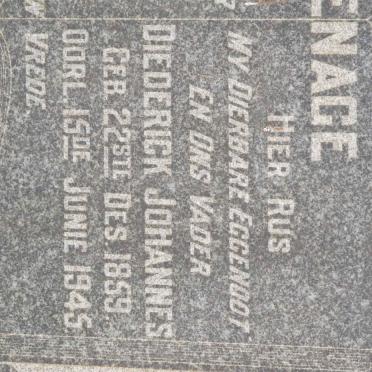 ENAGE
HIER RUS
MY DIERBARE EGGENOOT
EN ONS VADER
DIEDERICK JOHANNES
GEB. 22STE DES. 1859
OORL. 15DE JUNE 1945
VREDE